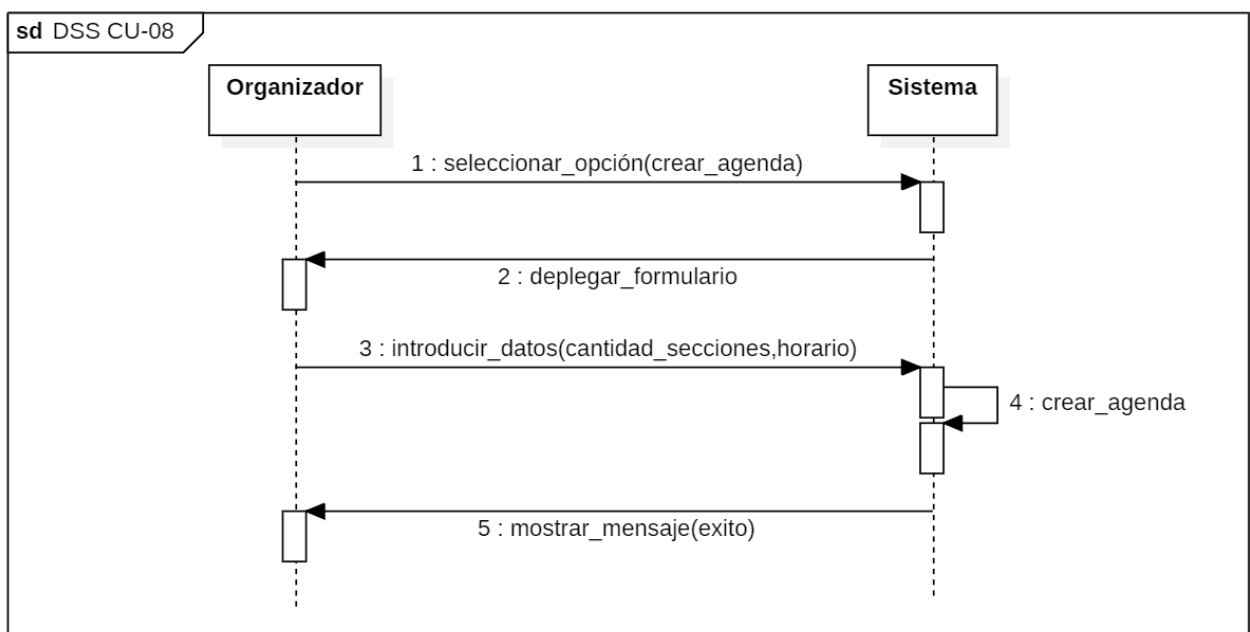 sd DSS CU-08
Organizador
Sistema
1 : seleccionar_opción(crear_agenda)
2 : deplegar_formulario
3 : introducir_datos(cantidad_secciones,horario)
4 : crear_agenda
5 : mostrar_mensaje(exito)